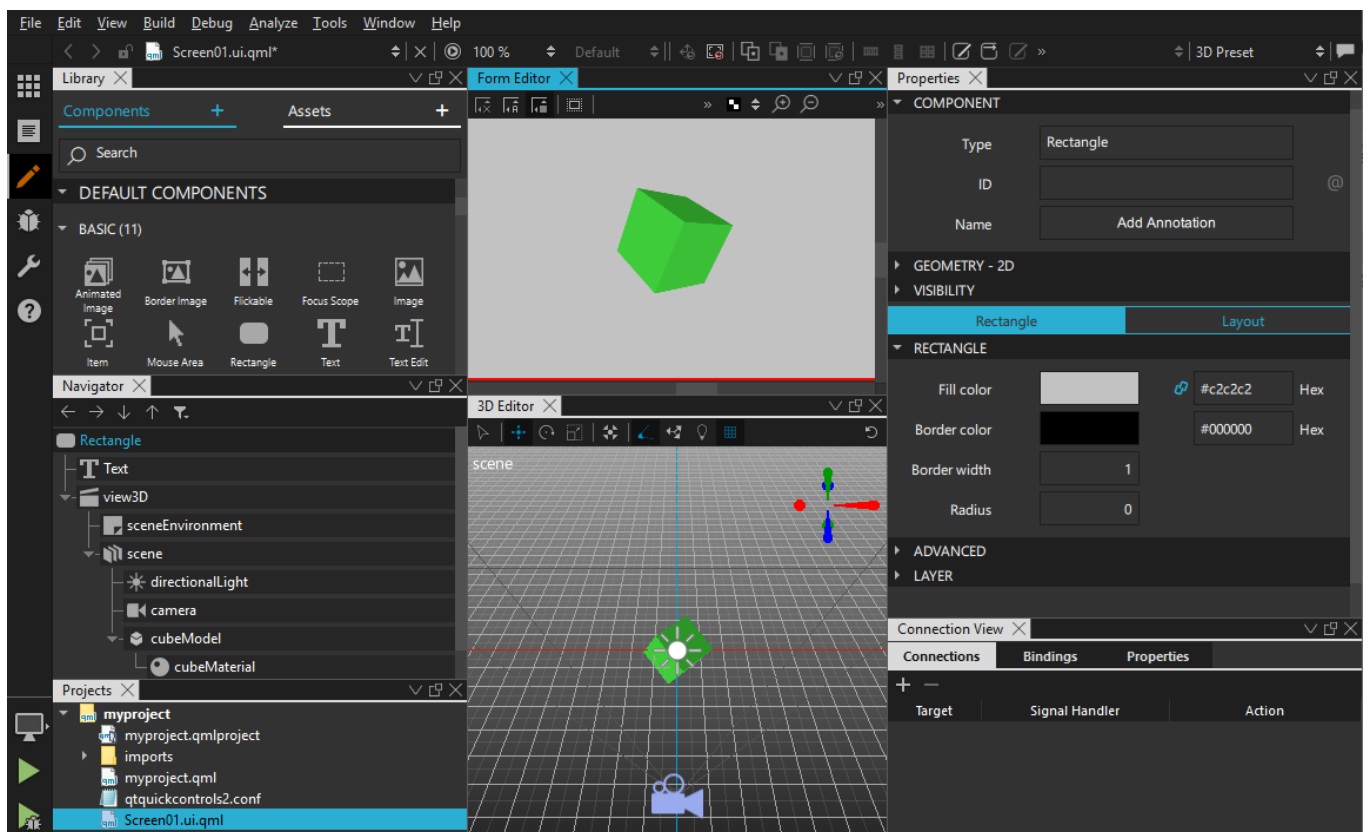 File Edit View Build Debug Analyze Tools Window Help
Screen01.ui.qml* 100 % Default » 3D Preset
Library
Components + Assets +
Search
DEFAULT COMPONENTS
BASIC (11)
Animated Image Border Image Flickable Focus Scope Image
Item Mouse Area Rectangle Text Text Edit
Navigator
Rectangle
Text
view3D
sceneEnvironment
scene
directionalLight
camera
cubeModel
cubeMaterial
Projects
myproject
myproject.qmlproject
imports
myproject.qml
qtquickcontrols2.conf
Screen01.ui.qml
Form Editor
» »
3D Editor
scene
Properties
COMPONENT
Type Rectangle
ID @
Name Add Annotation
GEOMETRY - 2D
VISIBILITY
Rectangle Layout
RECTANGLE
Fill color #c2c2c2 Hex
Border color #000000 Hex
Border width 1
Radius 0
ADVANCED
LAYER
Connection View
Connections Bindings Properties
Target Signal Handler Action